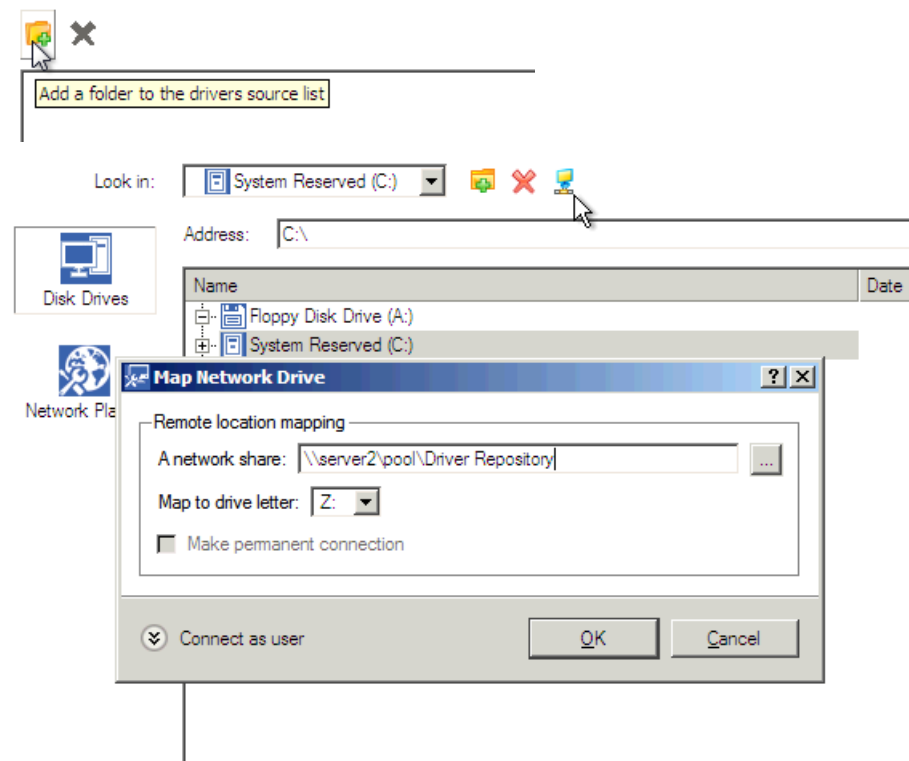 Add a folder to the drivers source list
Look in: System Reserved (C:)
Address: C:\
Disk Drives
Name Date
Floppy Disk Drive (A:)
System Reserved (C:)
Network Pla
Map Network Drive
Remote location mapping
A network share: \\server2\pool\Driver Repository ...
Map to drive letter: Z:
Make permanent connection
Connect as user OK Cancel